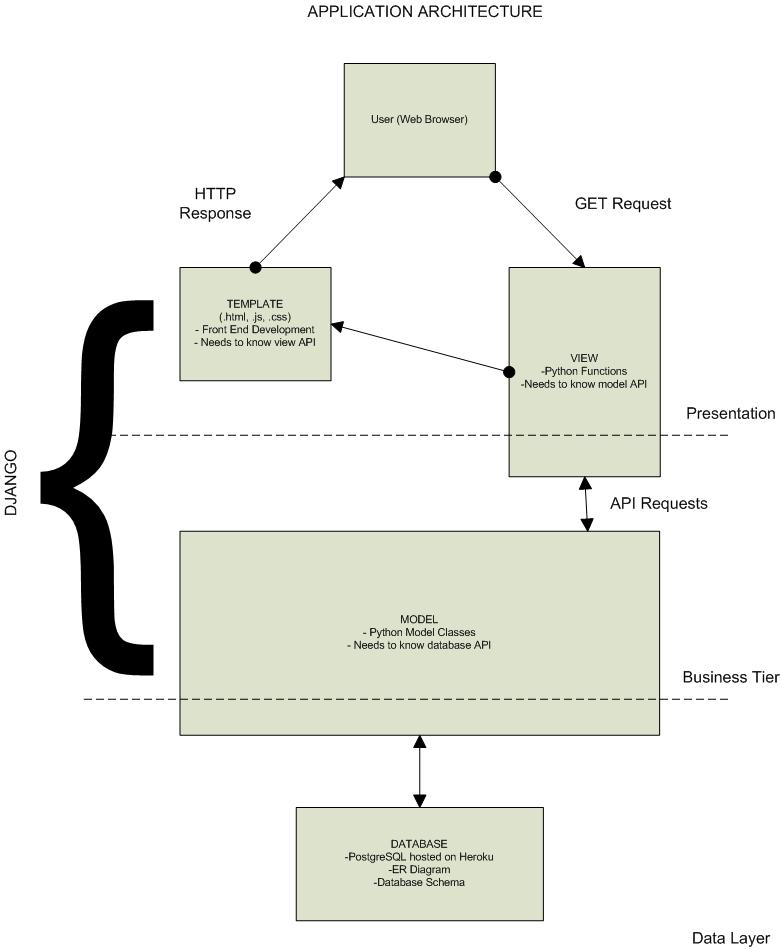 APPLICATION ARCHITECTURE
User (Web Browser)
HTTP
Response
GET Request
TEMPLATE
(.html, .js, .css)
- Front End Development
- Needs to know view API
VIEW
-Python Functions
-Needs to know model API
Presentation
DJANGO
API Requests
MODEL
- Python Model Classes
- Needs to know database API
Business Tier
DATABASE
-PostgreSQL hosted on Heroku
-ER Diagram
-Database Schema
Data Layer